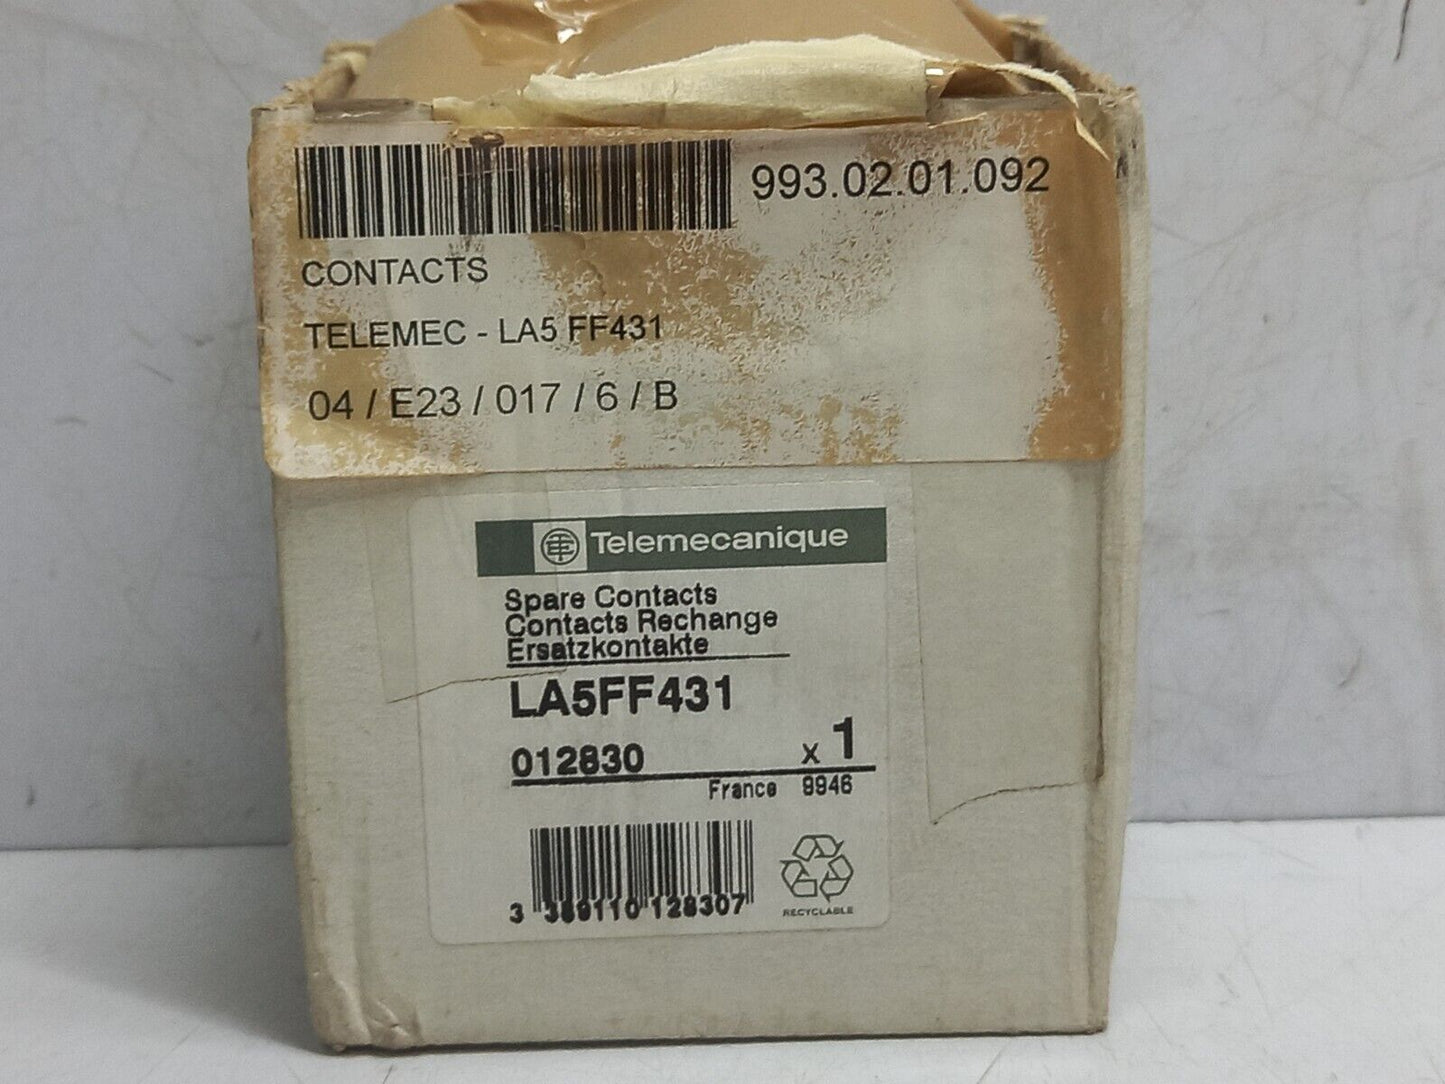 993.02.01.092
CONTACTS
TELEMEC - LA5 FF431
04 / E23 / 017 / 6 / B
Telemecanique
Spare Contacts
Contacts Rechange
Ersatzkontakte
LA5FF431
012830 x 1
France 9946
3 389110 128307
RECYCLABLE